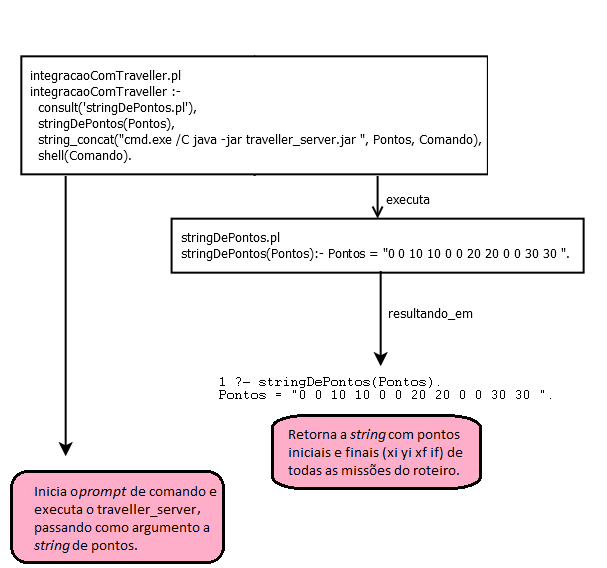 integracaoComTraveller.pl
integracaoComTraveller :-
consult('stringDePontos.pl'),
stringDePontos(Pontos),
string_concat("cmd.exe /C java -jar traveller_server.jar ", Pontos, Comando),
shell(Comando).
executa
stringDePontos.pl
stringDePontos(Pontos):- Pontos = "0 0 10 10 0 0 20 20 0 0 30 30 ".
resultando_em
1 ?- stringDePontos(Pontos).
Pontos = "0 0 10 10 0 0 20 20 0 0 30 30 ".
Retorna a string com pontos
iniciais e finais (xi yi xf if) de
todas as missões do roteiro.
Inicia o prompt de comando e
executa o traveller_server,
passando como argumento a
string de pontos.